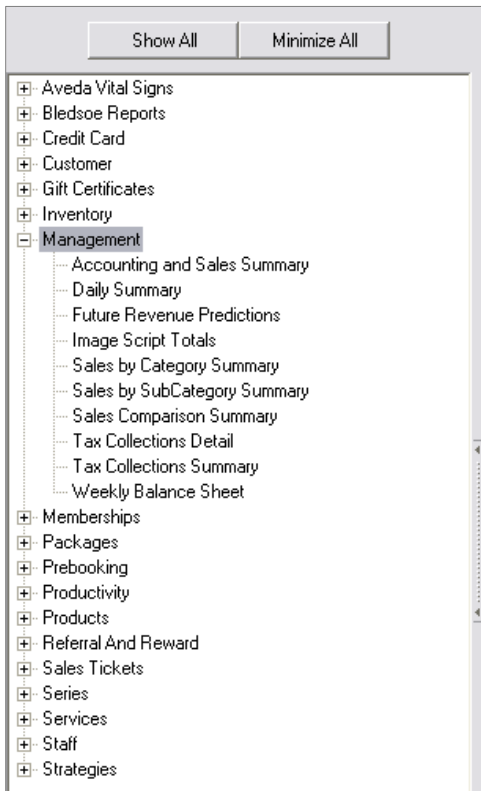 Show All Minimize All
Aveda Vital Signs
Bledsoe Reports
Credit Card
Customer
Gift Certificates
Inventory
Management
Accounting and Sales Summary
Daily Summary
Future Revenue Predictions
Image Script Totals
Sales by Category Summary
Sales by SubCategory Summary
Sales Comparison Summary
Tax Collections Detail
Tax Collections Summary
Weekly Balance Sheet
Memberships
Packages
Prebooking
Productivity
Products
Referral And Reward
Sales Tickets
Series
Services
Staff
Strategies